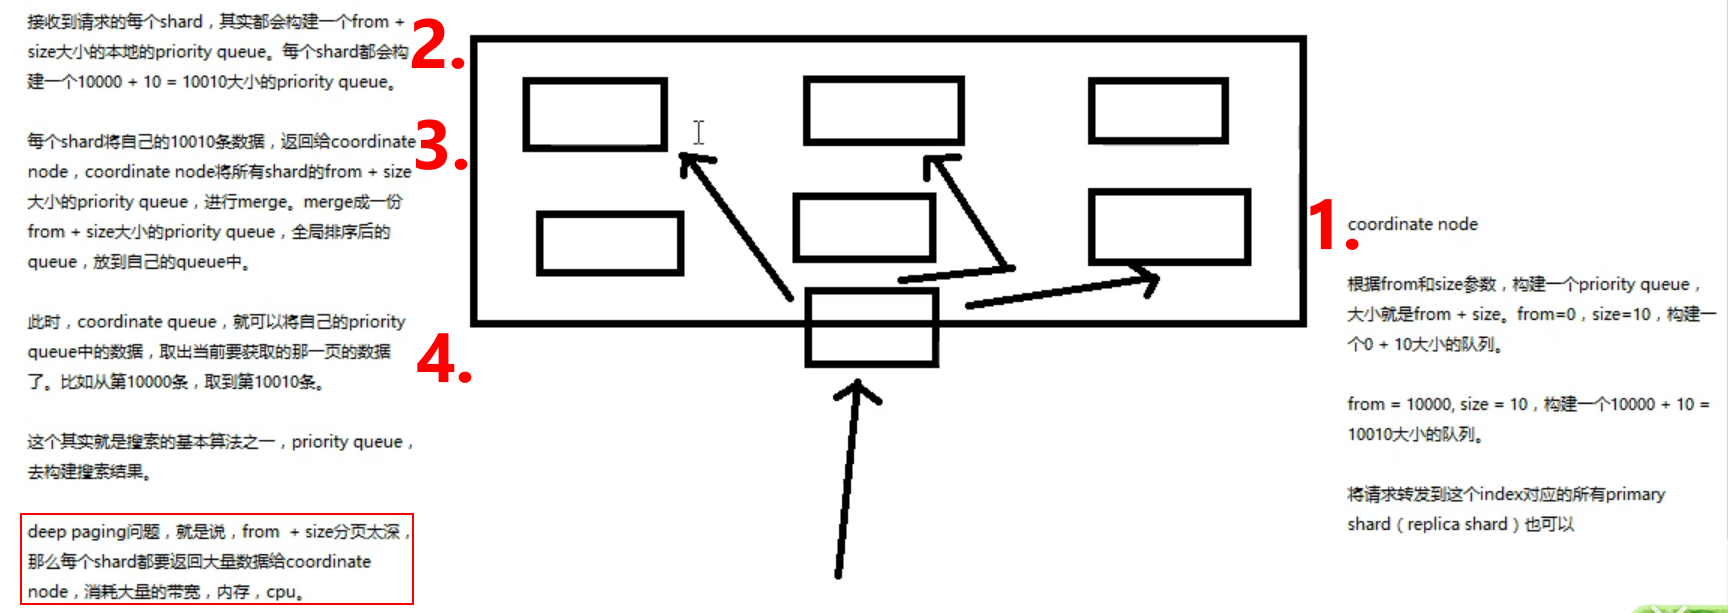 接收到请求的每个shard，其实都会构建一个from +
size大小的本地的priority queue。每个shard都会构
建一个10000 + 10 = 10010大小的priority queue。
2.
每个shard将自己的10010条数据，返回给coordinate
node，coordinate node将所有shard的from + size
大小的priority queue，进行merge。merge成一份
from + size大小的priority queue，全局排序后的
queue，放到自己的queue中。
3.
此时，coordinate queue，就可以将自己的priority
queue中的数据，取出当前要获取的那一页的数据
了。比如从第10000条，取到第10010条。
4.
这个其实就是搜索的基本算法之一，priority queue，
去构建搜索结果。
deep paging问题，就是说，from + size分页太深，
那么每个shard都要返回大量数据给coordinate
node，消耗大量的带宽，内存，cpu。
1.
coordinate node
根据from和size参数，构建一个priority queue，
大小就是from + size。from=0，size=10，构建一
个0 + 10大小的队列。
from = 10000, size = 10，构建一个10000 + 10 =
10010大小的队列。
将请求转发到这个index对应的所有primary
shard（replica shard）也可以